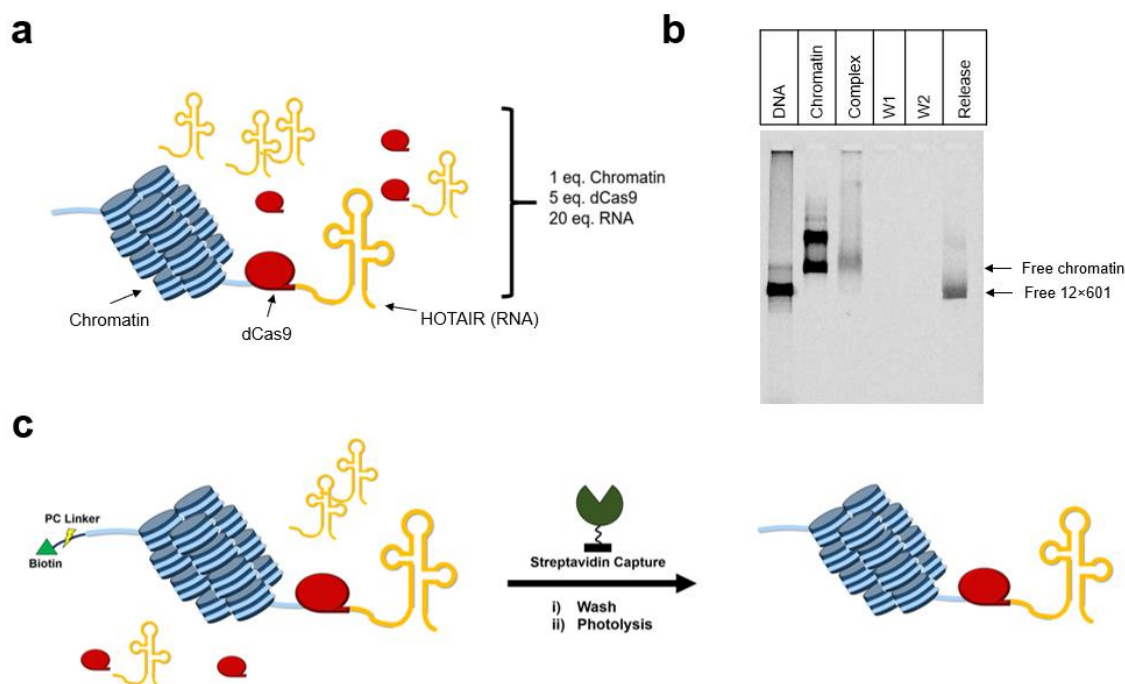 a
1 eq. Chromatin
5 eq. dCas9
20 eq. RNA
Chromatin
dCas9
HOTAIR (RNA)
b
DNA
Chromatin
Complex
W1
W2
Release
Free chromatin
Free 12×601
c
PC Linker
Biotin
Streptavidin Capture
i) Wash
ii) Photolysis